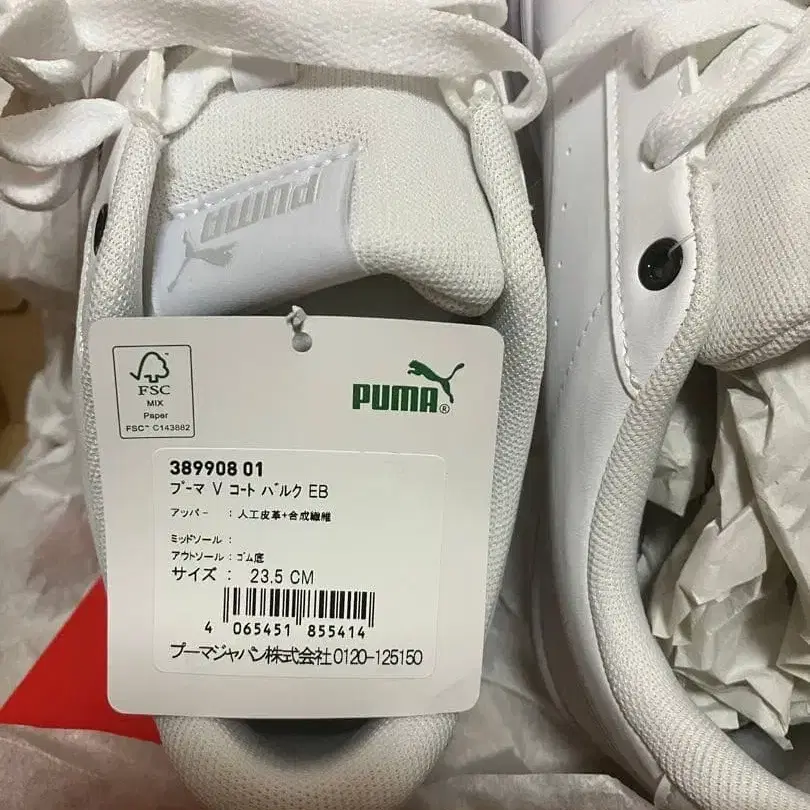 PUMA
FSC
MIX
Paper
FSC™ C143882
PUMA®
389908 01
プーマ V コート バルク EB
アッパー : 人工皮革+合成繊維
ミッドソール :
アウトソール : ゴム底
サイズ : 23.5 CM
4 065451 855414
プーマジャパン株式会社 0120-125150